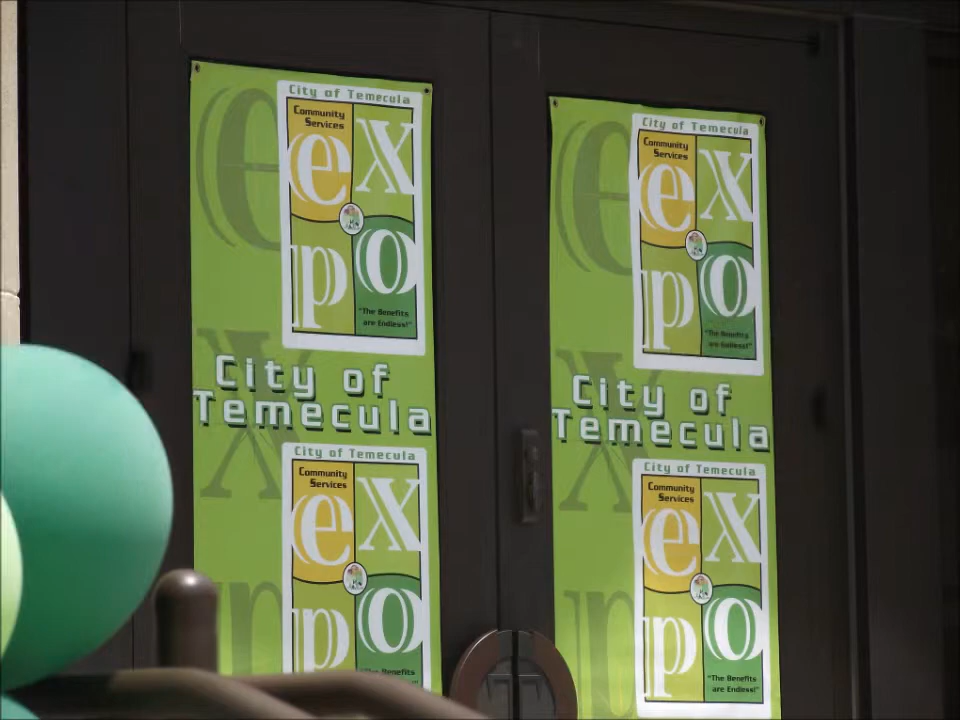 City of Temecula
Community
Services
ex
po
"The Benefits
are Endless!"
City of
Temecula
City of Temecula
Community
Services
ex
po
"The Benefits
City of Temecula
Community
Services
ex
po
"The Benefits
are Endless!"
City of
Temecula
City of Temecula
Community
Services
ex
po
"The Benefits
are Endless!"
e
x
p
e
x
p